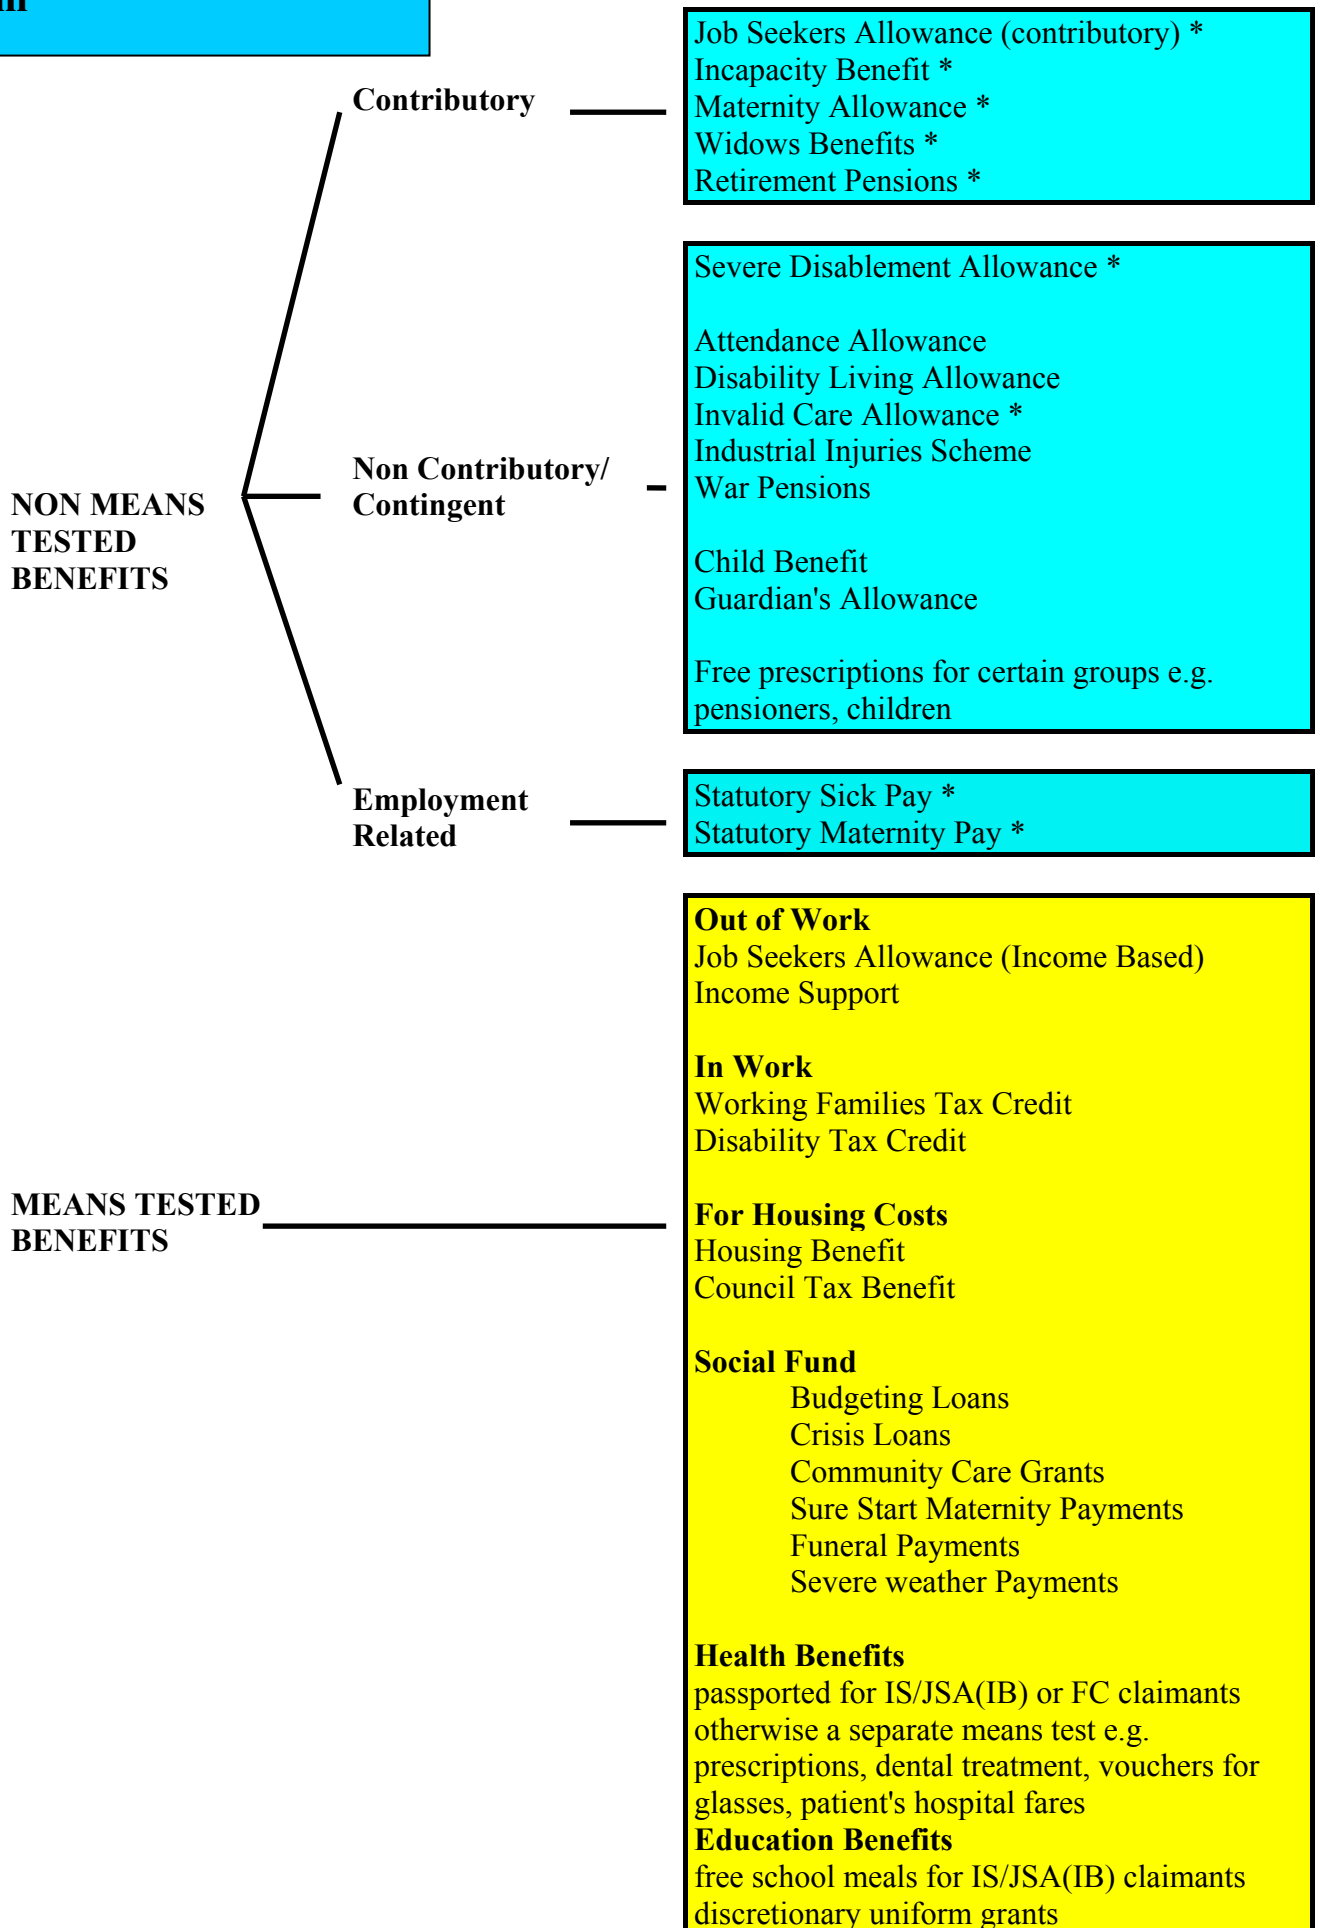 NON MEANS
TESTED
BENEFITS
Contributory
Job Seekers Allowance (contributory) *
Incapacity Benefit *
Maternity Allowance *
Widows Benefits *
Retirement Pensions *
Non Contributory/
Contingent
Severe Disablement Allowance *
Attendance Allowance
Disability Living Allowance
Invalid Care Allowance *
Industrial Injuries Scheme
War Pensions
Child Benefit
Guardian's Allowance
Free prescriptions for certain groups e.g.
pensioners, children
Employment
Related
Statutory Sick Pay *
Statutory Maternity Pay *
MEANS TESTED
BENEFITS
Out of Work
Job Seekers Allowance (Income Based)
Income Support
In Work
Working Families Tax Credit
Disability Tax Credit
For Housing Costs
Housing Benefit
Council Tax Benefit
Social Fund
Budgeting Loans
Crisis Loans
Community Care Grants
Sure Start Maternity Payments
Funeral Payments
Severe weather Payments
Health Benefits
passported for IS/JSA(IB) or FC claimants
otherwise a separate means test e.g.
prescriptions, dental treatment, vouchers for
glasses, patient's hospital fares
Education Benefits
free school meals for IS/JSA(IB) claimants
discretionary uniform grants